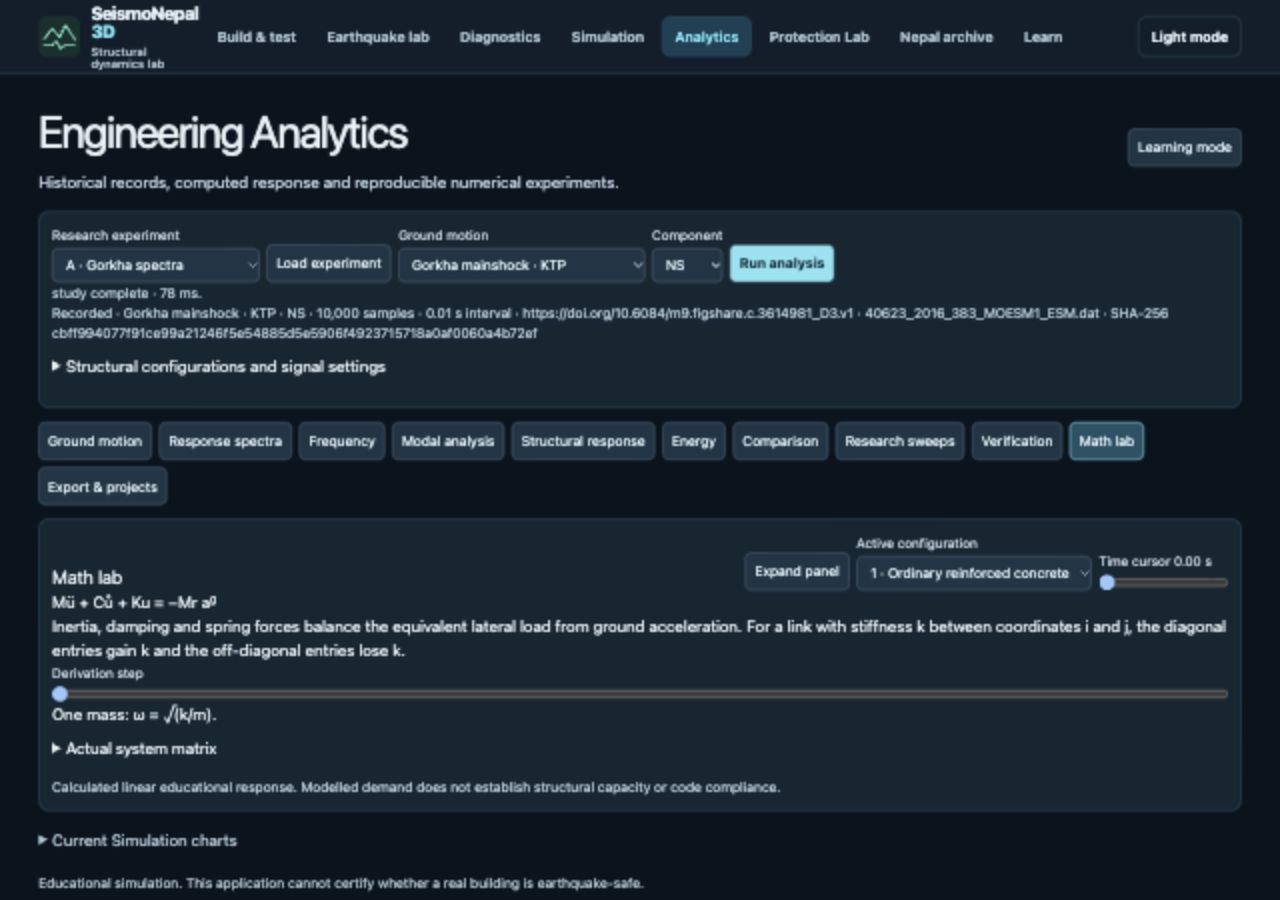 SeismoNepal
3D
Structural
dynamics lab
Build & test
Earthquake lab
Diagnostics
Simulation
Analytics
Protection Lab
Nepal archive
Learn
Light mode
Engineering Analytics
Learning mode
Historical records, computed response and reproducible numerical experiments.
Research experiment
Ground motion
Component
A · Gorkha spectra
Load experiment
Gorkha mainshock · KTP
NS
Run analysis
study complete · 78 ms.
Recorded · Gorkha mainshock · KTP · NS · 10,000 samples · 0.01 s interval · https://doi.org/10.6084/m9.figshare.c.3614981_D3.v1 · 40623_2016_383_MOESM1_ESM.dat · SHA-256
cbff994077f91ce99a21246f5e54885d5e5906f4923715718a0af0060a4b72ef
Structural configurations and signal settings
Ground motion
Response spectra
Frequency
Modal analysis
Structural response
Energy
Comparison
Research sweeps
Verification
Math lab
Export & projects
Math lab
Expand panel
Active configuration
1 · Ordinary reinforced concrete
Time cursor 0.00 s
Mü + Cu̇ + Ku = −Mr aᵍ
Inertia, damping and spring forces balance the equivalent lateral load from ground acceleration. For a link with stiffness k between coordinates i and j, the diagonal
entries gain k and the off-diagonal entries lose k.
Derivation step
One mass: ω = √(k/m).
Actual system matrix
Calculated linear educational response. Modelled demand does not establish structural capacity or code compliance.
Current Simulation charts
Educational simulation. This application cannot certify whether a real building is earthquake-safe.